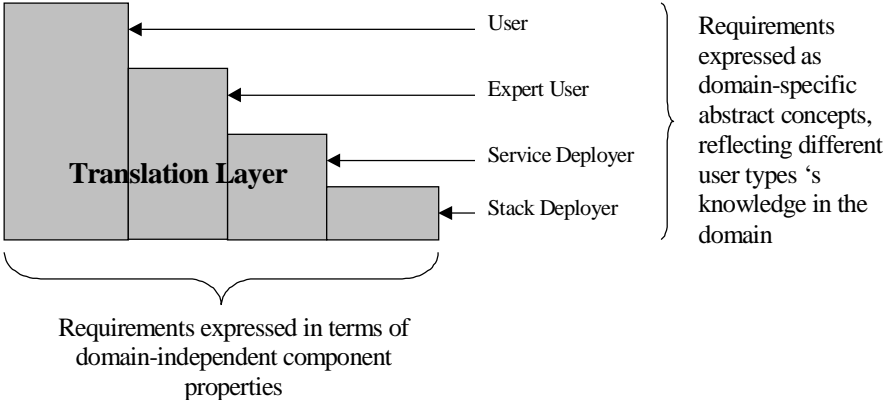 User
Expert User
Service Deployer
Stack Deployer
Translation Layer
Requirements
expressed as
domain-specific
abstract concepts,
reflecting different
user types ‘s
knowledge in the
domain
Requirements expressed in terms of
domain-independent component
properties